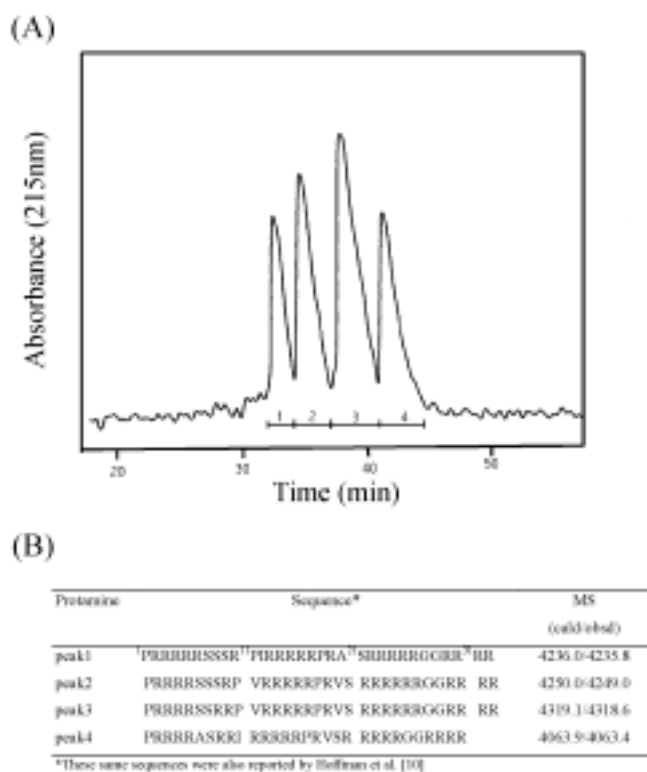 (A)
Absorbance (215nm)
1 2 3 4
20 30 40 50
Time (min)
(B)
Protamine Sequence* MS
(cald/obsd)
peak1 ¹PRRRRRSSSR¹¹PIRRRRRPRA²¹SRRRRRGGRR³¹RR 4236.0/4235.8
peak2 PRRRRSSSRP VRRRRRPRVS RRRRRRGGRR RR 4250.0/4249.0
peak3 PRRRRSSRRP VRRRRRPRVS RRRRRRGGRR RR 4319.1/4318.6
peak4 PRRRRASRRI RRRRRPRVSR RRRRGGRRRR 4063.9/4063.4
*These same sequences were also reported by Hoffman et al. [10]